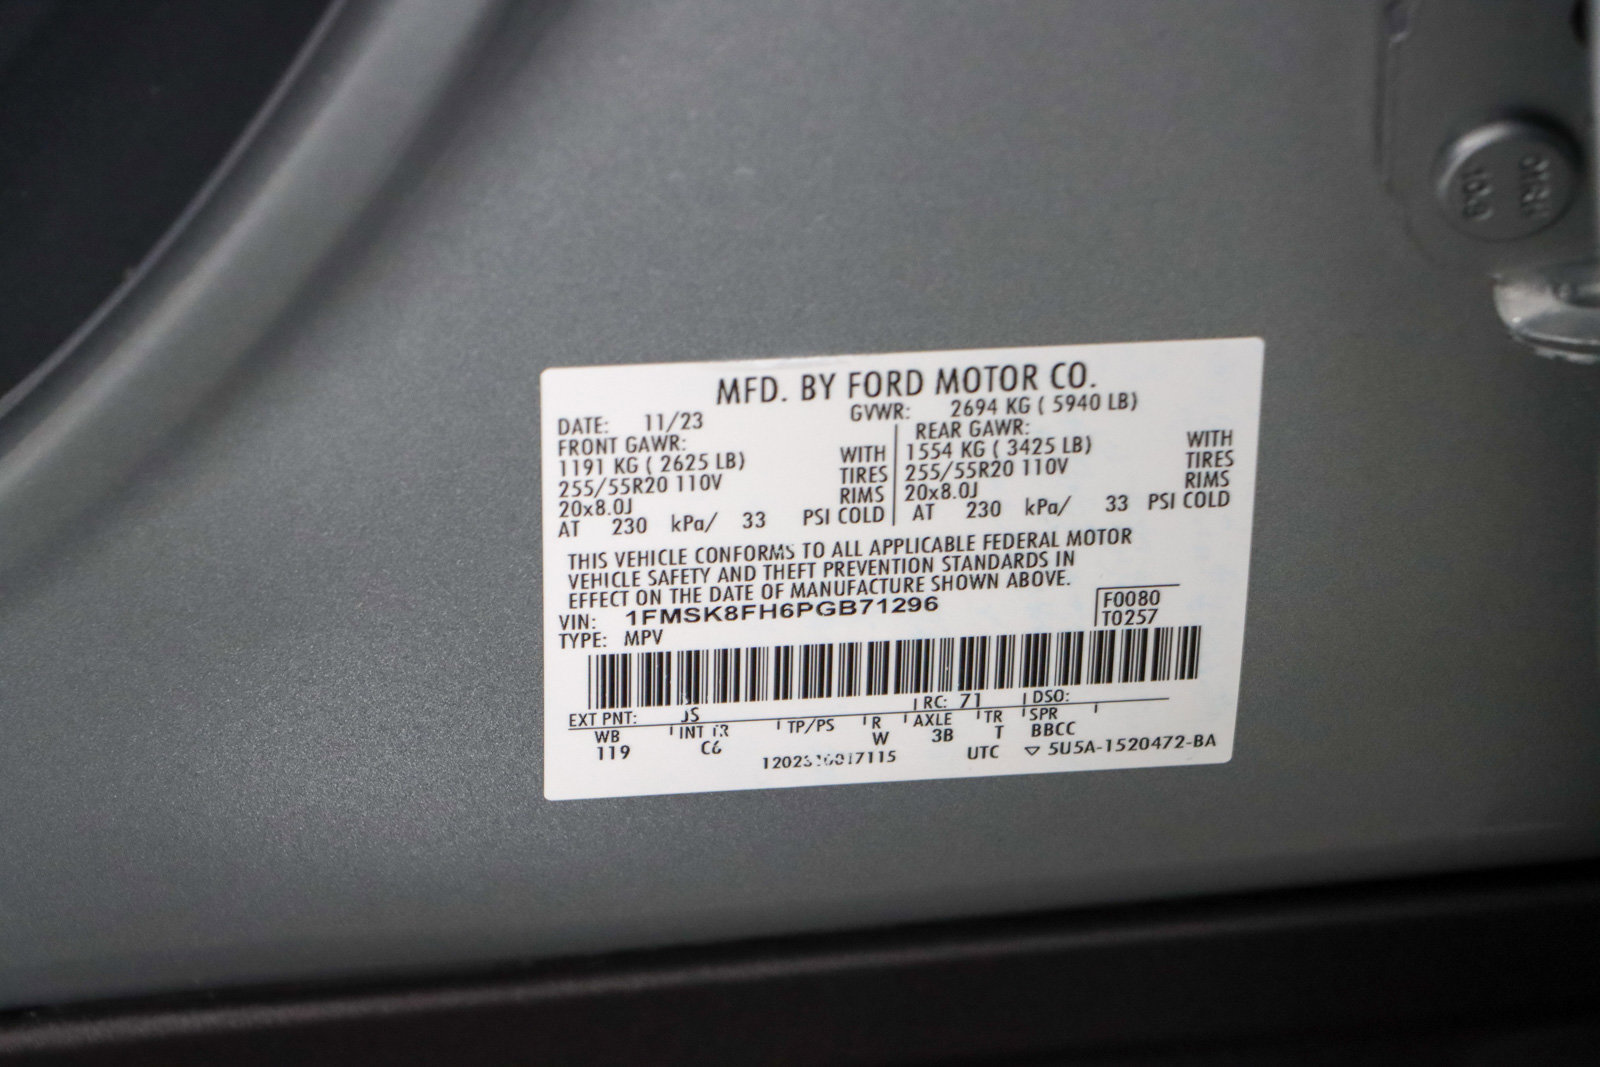 MFD. BY FORD MOTOR CO.
DATE: 11/23 GVWR: 2694 KG ( 5940 LB)
FRONT GAWR: REAR GAWR:
1191 KG ( 2625 LB) WITH 1554 KG ( 3425 LB) WITH
255/55R20 110V TIRES 255/55R20 110V TIRES
20x8.0J RIMS 20x8.0J RIMS
AT 230 kPa/ 33 PSI COLD AT 230 kPa/ 33 PSI COLD
THIS VEHICLE CONFORMS TO ALL APPLICABLE FEDERAL MOTOR
VEHICLE SAFETY AND THEFT PREVENTION STANDARDS IN
EFFECT ON THE DATE OF MANUFACTURE SHOWN ABOVE.
VIN: 1FMSK8FH6PGB71296 F0080
TYPE: MPV T0257
EXT PNT: JS RC: 71 DSO:
WB INT TR TP/PS R AXLE TR SPR
119 C6 W 3B T BBCC
UTC ▽ 5U5A-1520472-BA